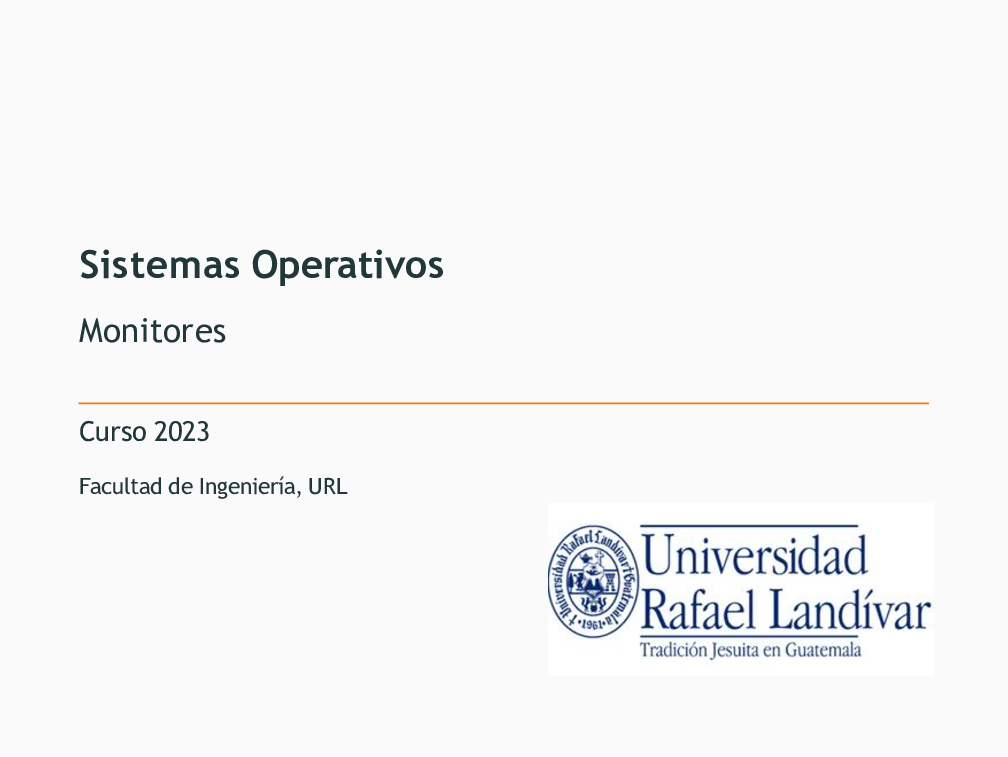 Sistemas Operativos
Monitores
Curso 2023
Facultad de Ingeniería, URL
Universidad
Rafael Landívar
Tradición Jesuita en Guatemala
Universidad Rafael Landívar Guatemala
1961